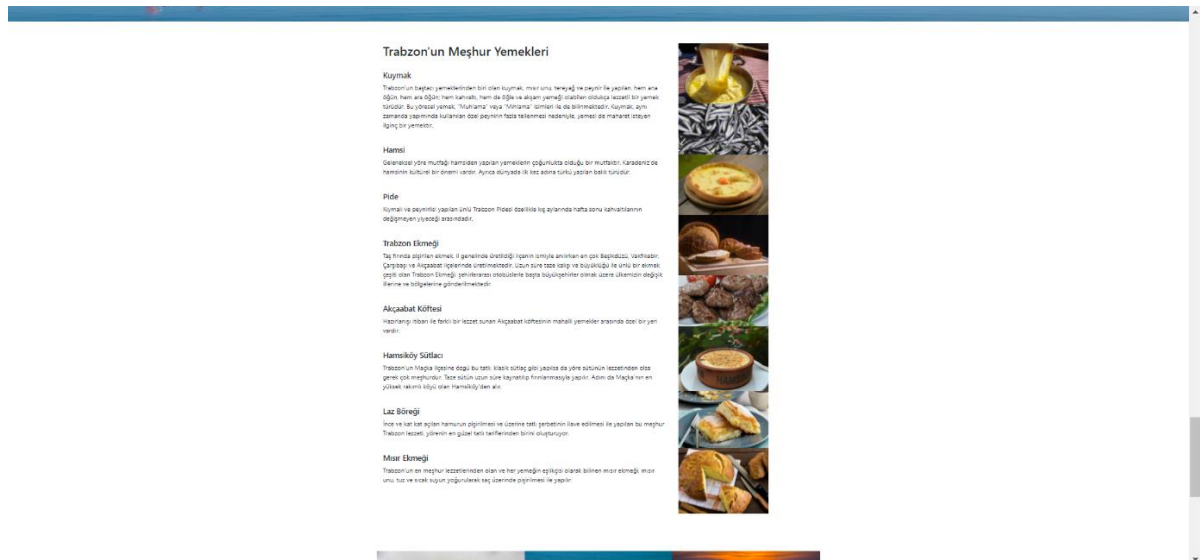 Trabzon'un Meşhur Yemekleri
Kuymak
Trabzon'un baştacı yemeklerinden biri olan kuymak, mısır unu, tereyağ ve peynir ile yapılan, hem ana
öğün, hem ara öğün; hem kahvaltı, hem de öğle ve akşam yemeği olabilen oldukça lezzetli bir yemek
türüdür. Bu yöresel yemek, "Muhlama" veya "Mıhlama" isimleri ile de bilinmektedir. Kuymak, aynı
zamanda yapımında kullanılan özel peynirin fazla tellenmesi nedeniyle, yemesi de maharet isteyen
ilginç bir yemektir.
Hamsi
Geleneksel yöre mutfağı hamsiden yapılan yemeklerin çoğunlukta olduğu bir mutfaktır. Karadeniz'de
hamsinin kültürel bir önemi vardır. Ayrıca dünyada ilk kez adına türkü yazılan balık türüdür.
Pide
Kıymalı ve peynirlisi yapılan ünlü Trabzon Pidesi özellikle kış aylarında hafta sonu kahvaltılarının
değişmeyen yiyeceği arasındadır.
Trabzon Ekmeği
Taş fırında pişirilen ekmek, il genelinde üretildiği ilçenin ismiyle anılırken en çok Beşikdüzü, Vakfıkebir,
Çarşıbaşı ve Akçaabat ilçelerinde üretilmektedir. Uzun süre taze kalıp ve büyüklüğü ile ünlü bir ekmek
çeşiti olan Trabzon Ekmeği; şehirlerarası otobüslerle başta büyükşehirler olmak üzere ülkemizin değişik
illerine ve bölgelerine gönderilmektedir.
Akçaabat Köftesi
Hazırlanışı itibarı ile farklı bir lezzet sunan Akçaabat köftesinin mahalli yemekler arasında özel bir yeri
vardır.
Hamsiköy Sütlacı
Trabzon'un Maçka ilçesine özgü bu tatlı; klasik sütlaç gibi yapılsa da yöre sütünün lezzetinden olsa
gerek çok meşhurdur. Taze sütün uzun süre kaynatılıp fırınlanmasıyla yapılır. Adını da Maçka'nın en
yüksek rakımlı köyü olan Hamsiköy'den alır.
Laz Böreği
İnce ve kat kat açılan hamurun pişirilmesi ve üzerine tatlı şerbetinin ilave edilmesi ile yapılan bu meşhur
Trabzon lezzeti, yörenin en güzel tatlı tariflerinden birini oluşturuyor.
Mısır Ekmeği
Trabzon'un en meşhur lezzetlerinden olan ve her yemeğin eşlikçisi olarak bilinen mısır ekmeği; mısır
unu, tuz ve sıcak suyun yoğurularak saç üzerinde pişirilmesi ile yapılır.